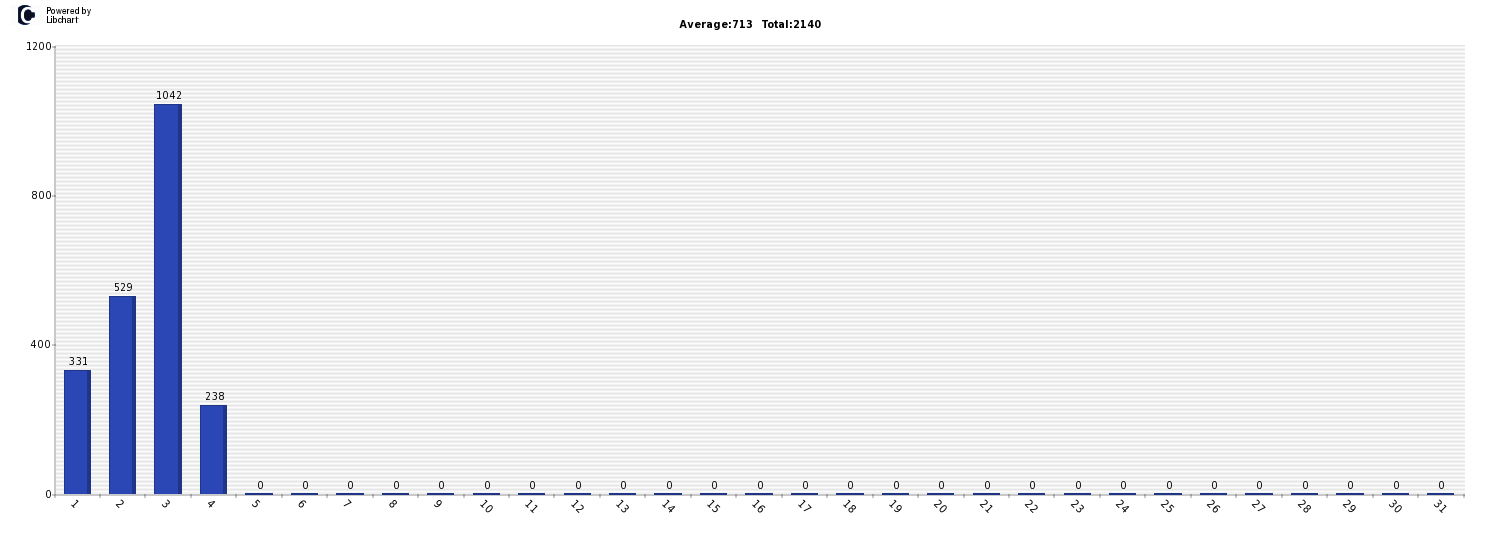 Powered by
Libchart
Average:713 Total:2140
1200
800
400
0
331 529 1042 238 0 0 0 0 0 0 0 0 0 0 0 0 0 0 0 0 0 0 0 0 0 0 0 0 0 0 0
1 2 3 4 5 6 7 8 9 10 11 12 13 14 15 16 17 18 19 20 21 22 23 24 25 26 27 28 29 30 31